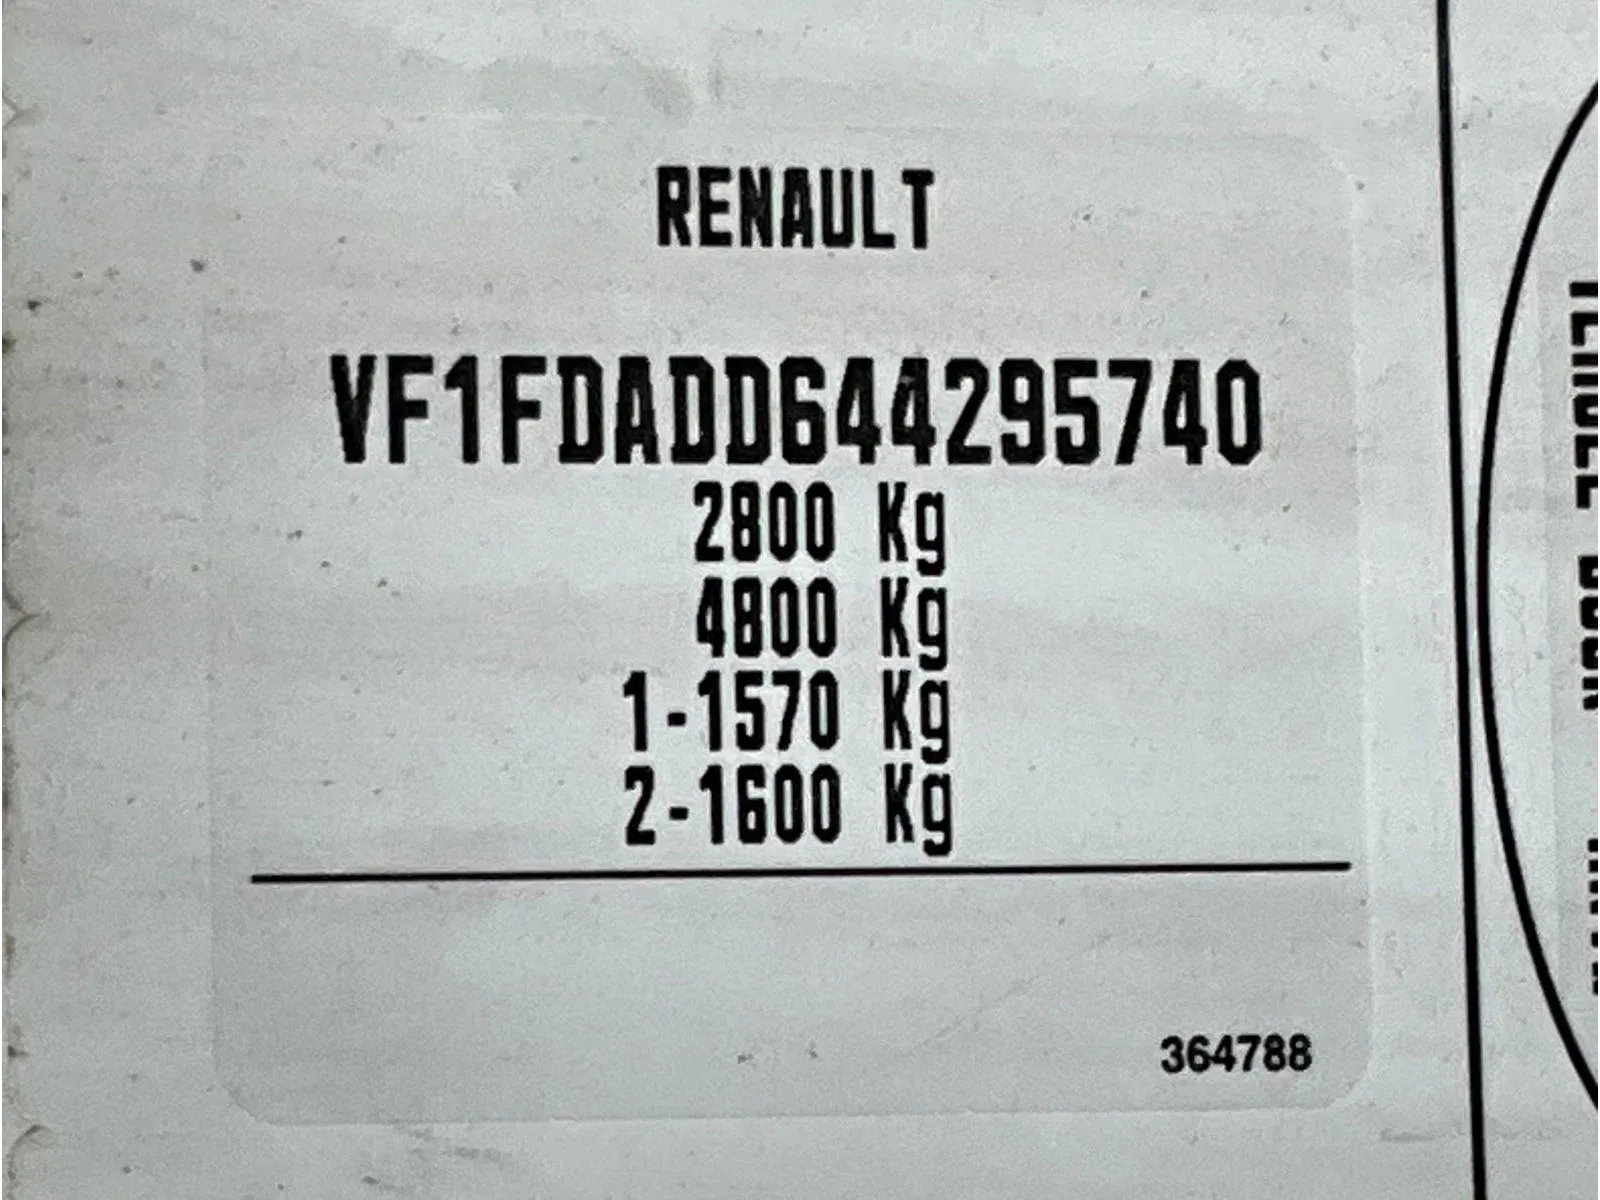 RENAULT
VF1FDADD644295740
2800 Kg
4800 Kg
1-1570 Kg
2-1600 Kg
364788